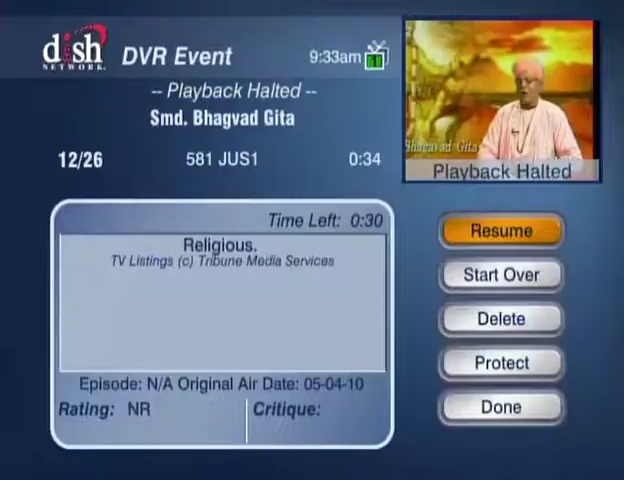 dish
NETWORK
DVR Event
9:33am
1
-- Playback Halted --
Smd. Bhagvad Gita
12/26 581 JUS1 0:34
Bhagavad Gita
Playback Halted
Time Left: 0:30
Religious.
TV Listings (c) Tribune Media Services
Episode: N/A Original Air Date: 05-04-10
Rating: NR
Critique:
Resume
Start Over
Delete
Protect
Done